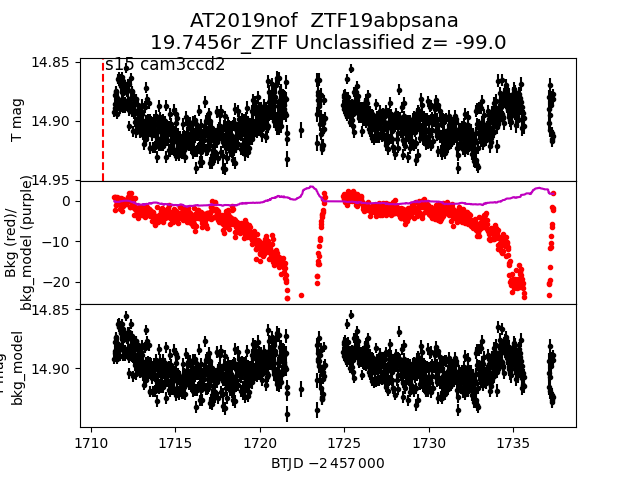 AT2019nof ZTF19abpsana
19.7456r_ZTF Unclassified z= -99.0
s15 cam3ccd2
14.85
14.90
14.95
T mag
0
−10
−20
Bkg (red)/
bkg_model (purple)
14.85
14.90
bkg_model
1710 1715 1720 1725 1730 1735
BTJD −2 457 000